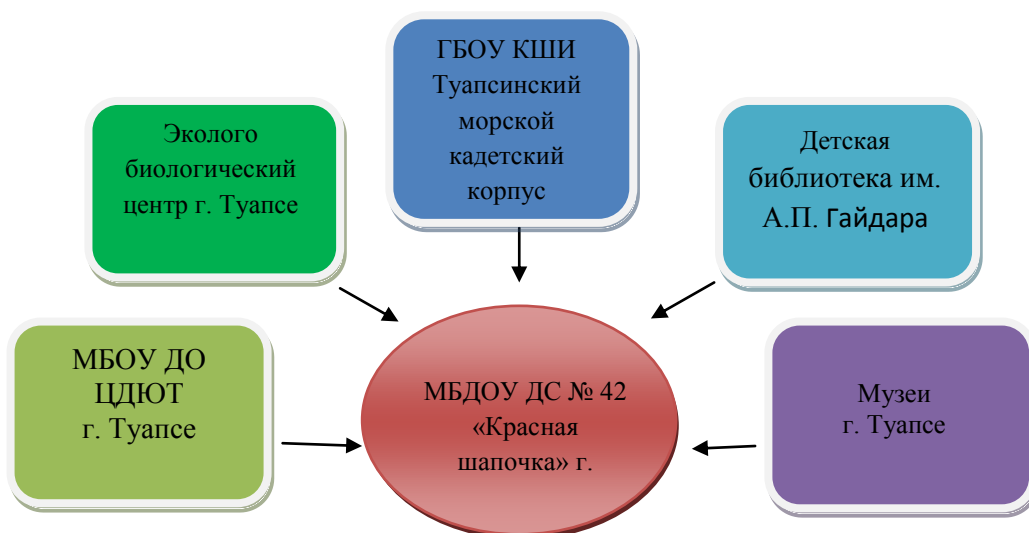 ГБОУ КШИ
Туапсинский
морской
кадетский
корпус
Эколого
биологический
центр г. Туапсе
Детская
библиотека им.
А.П. Гайдара
МБОУ ДО
ЦДЮТ
г. Туапсе
МБДОУ ДС № 42
«Красная
шапочка» г.
Музеи
г. Туапсе